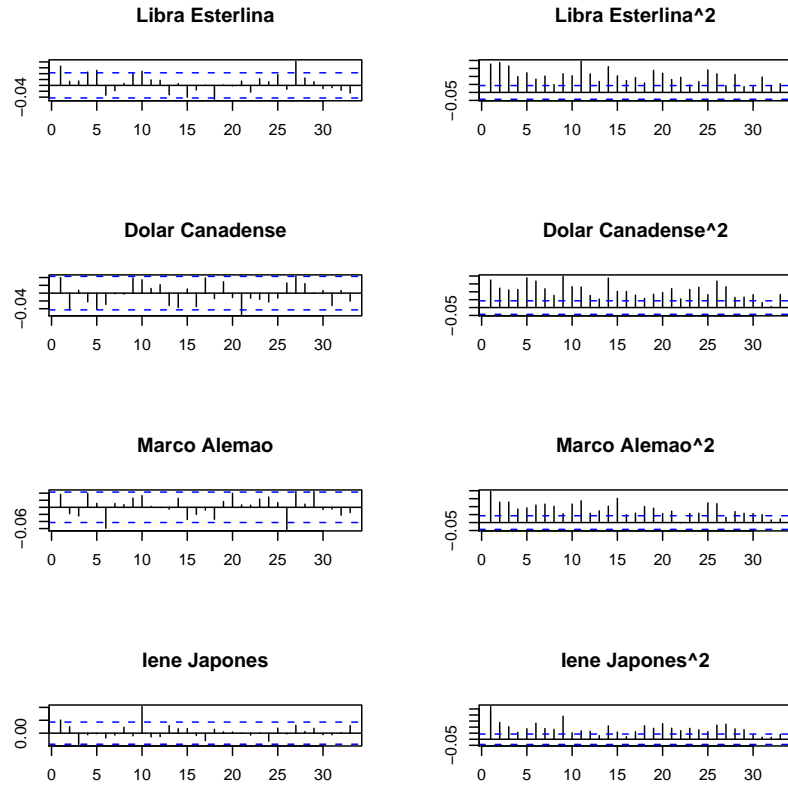 Libra Esterlina
−0.04
0 5 10 15 20 25 30
Libra Esterlina^2
−0.05
0 5 10 15 20 25 30
Dolar Canadense
−0.04
0 5 10 15 20 25 30
Dolar Canadense^2
−0.05
0 5 10 15 20 25 30
Marco Alemao
−0.06
0 5 10 15 20 25 30
Marco Alemao^2
−0.05
0 5 10 15 20 25 30
Iene Japones
0.00
0 5 10 15 20 25 30
Iene Japones^2
−0.05
0 5 10 15 20 25 30